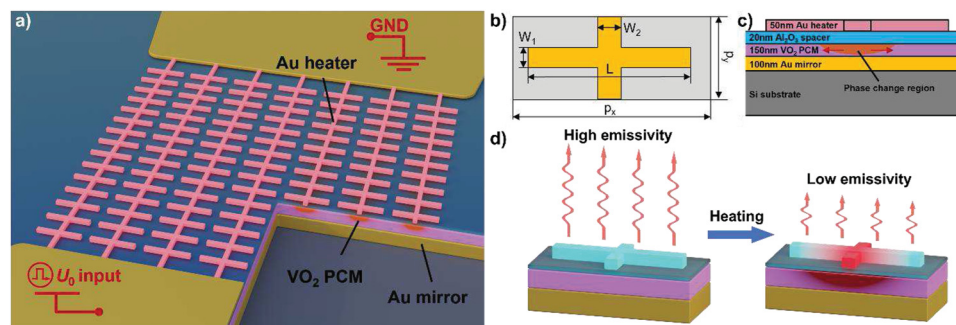 a)
GND
Au heater
VO₂ PCM
Au mirror
U₀ input
b)
W₂
W₁
L
pₓ
pᵧ
c)
50nm Au heater
20nm Al₂O₃ spacer
150nm VO₂ PCM
100nm Au mirror
Phase change region
Si substrate
d)
High emissivity
Heating
Low emissivity